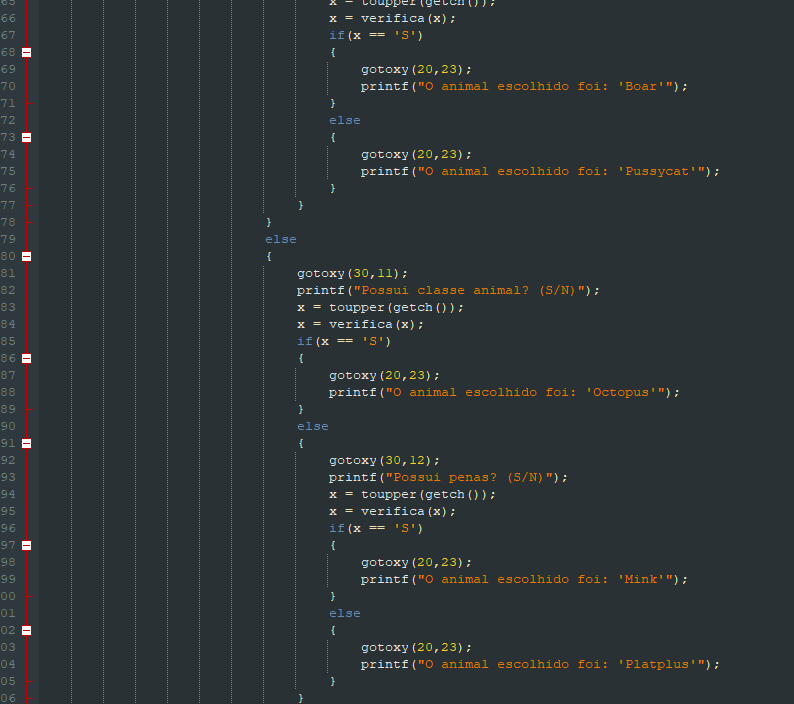 65 x = toupper(getch());
66 x = verifica(x);
67 if(x == 'S')
68 {
69 gotoxy(20,23);
70 printf("O animal escolhido foi: 'Boar'");
71 }
72 else
73 {
74 gotoxy(20,23);
75 printf("O animal escolhido foi: 'Pussycat'");
76 }
77 }
78 }
79 else
80 {
81 gotoxy(30,11);
82 printf("Possui classe animal? (S/N)");
83 x = toupper(getch());
84 x = verifica(x);
85 if(x == 'S')
86 {
87 gotoxy(20,23);
88 printf("O animal escolhido foi: 'Octopus'");
89 }
90 else
91 {
92 gotoxy(30,12);
93 printf("Possui penas? (S/N)");
94 x = toupper(getch());
95 x = verifica(x);
96 if(x == 'S')
97 {
98 gotoxy(20,23);
99 printf("O animal escolhido foi: 'Mink'");
00 }
01 else
02 {
03 gotoxy(20,23);
04 printf("O animal escolhido foi: 'Platplus'");
05 }
06 }